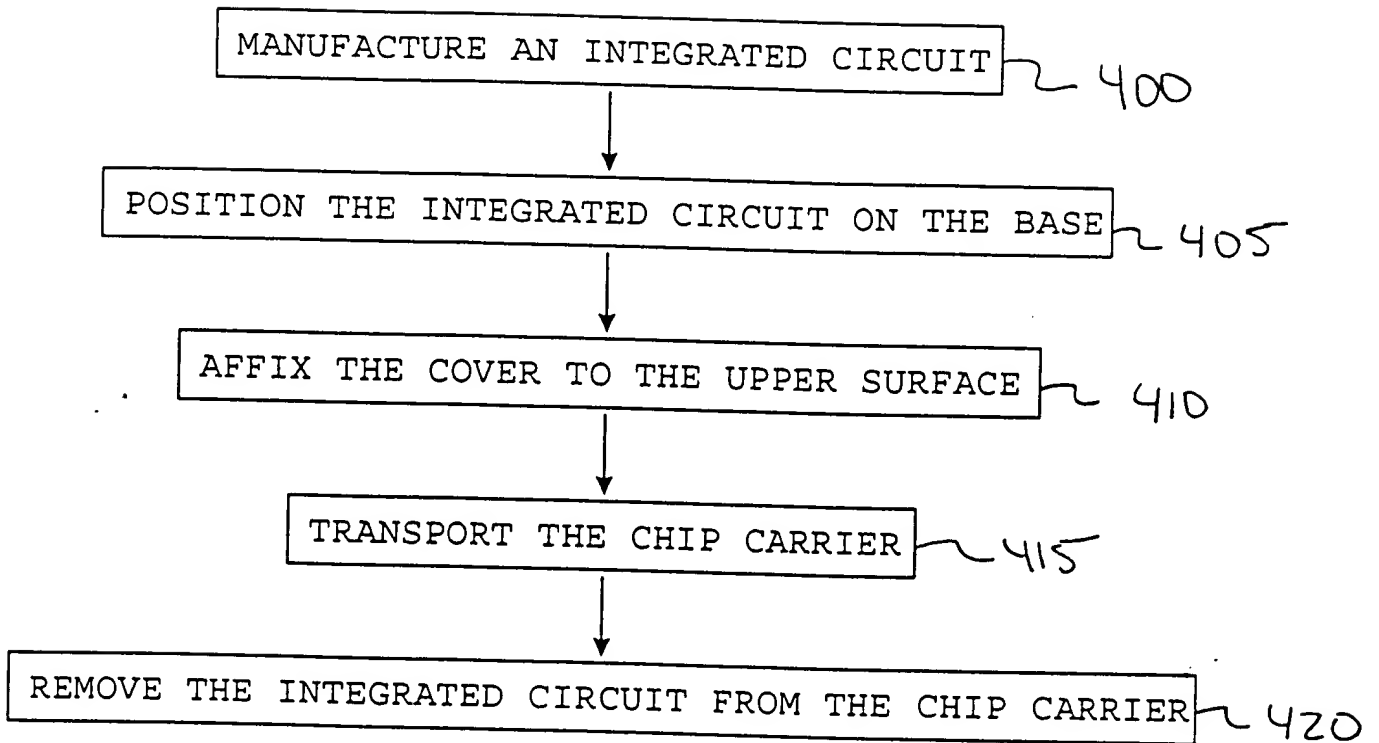 MANUFACTURE AN INTEGRATED CIRCUIT 400
POSITION THE INTEGRATED CIRCUIT ON THE BASE 405
AFFIX THE COVER TO THE UPPER SURFACE 410
TRANSPORT THE CHIP CARRIER 415
REMOVE THE INTEGRATED CIRCUIT FROM THE CHIP CARRIER 420